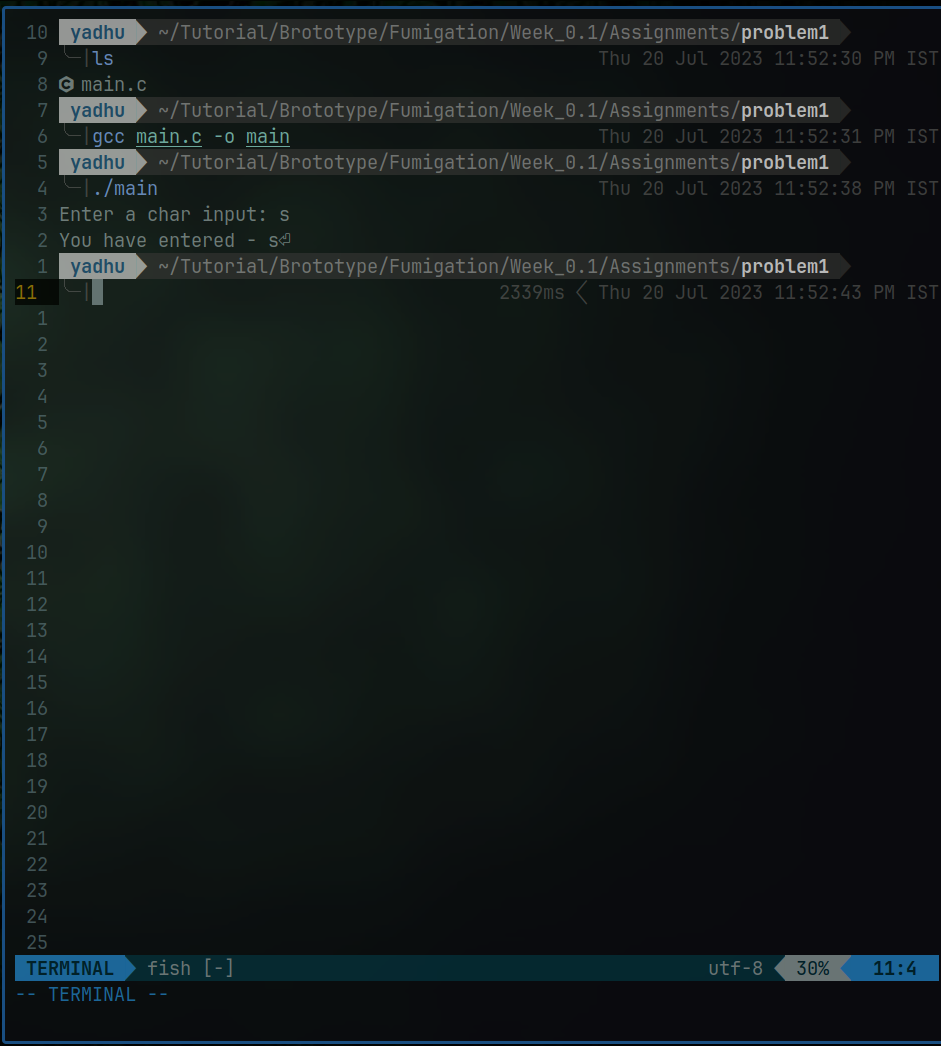 10 yadhu ~/Tutorial/Brototype/Fumigation/Week_0.1/Assignments/problem1
9 ╰─|ls Thu 20 Jul 2023 11:52:30 PM IST
8 main.c
7 yadhu ~/Tutorial/Brototype/Fumigation/Week_0.1/Assignments/problem1
6 ╰─|gcc main.c -o main Thu 20 Jul 2023 11:52:31 PM IST
5 yadhu ~/Tutorial/Brototype/Fumigation/Week_0.1/Assignments/problem1
4 ╰─|./main Thu 20 Jul 2023 11:52:38 PM IST
3 Enter a char input: s
2 You have entered - s⏎
1 yadhu ~/Tutorial/Brototype/Fumigation/Week_0.1/Assignments/problem1
11 ╰─| 2339ms Thu 20 Jul 2023 11:52:43 PM IST
1
2
3
4
5
6
7
8
9
10
11
12
13
14
15
16
17
18
19
20
21
22
23
24
25
TERMINAL fish [-] utf-8 30% 11:4
-- TERMINAL --